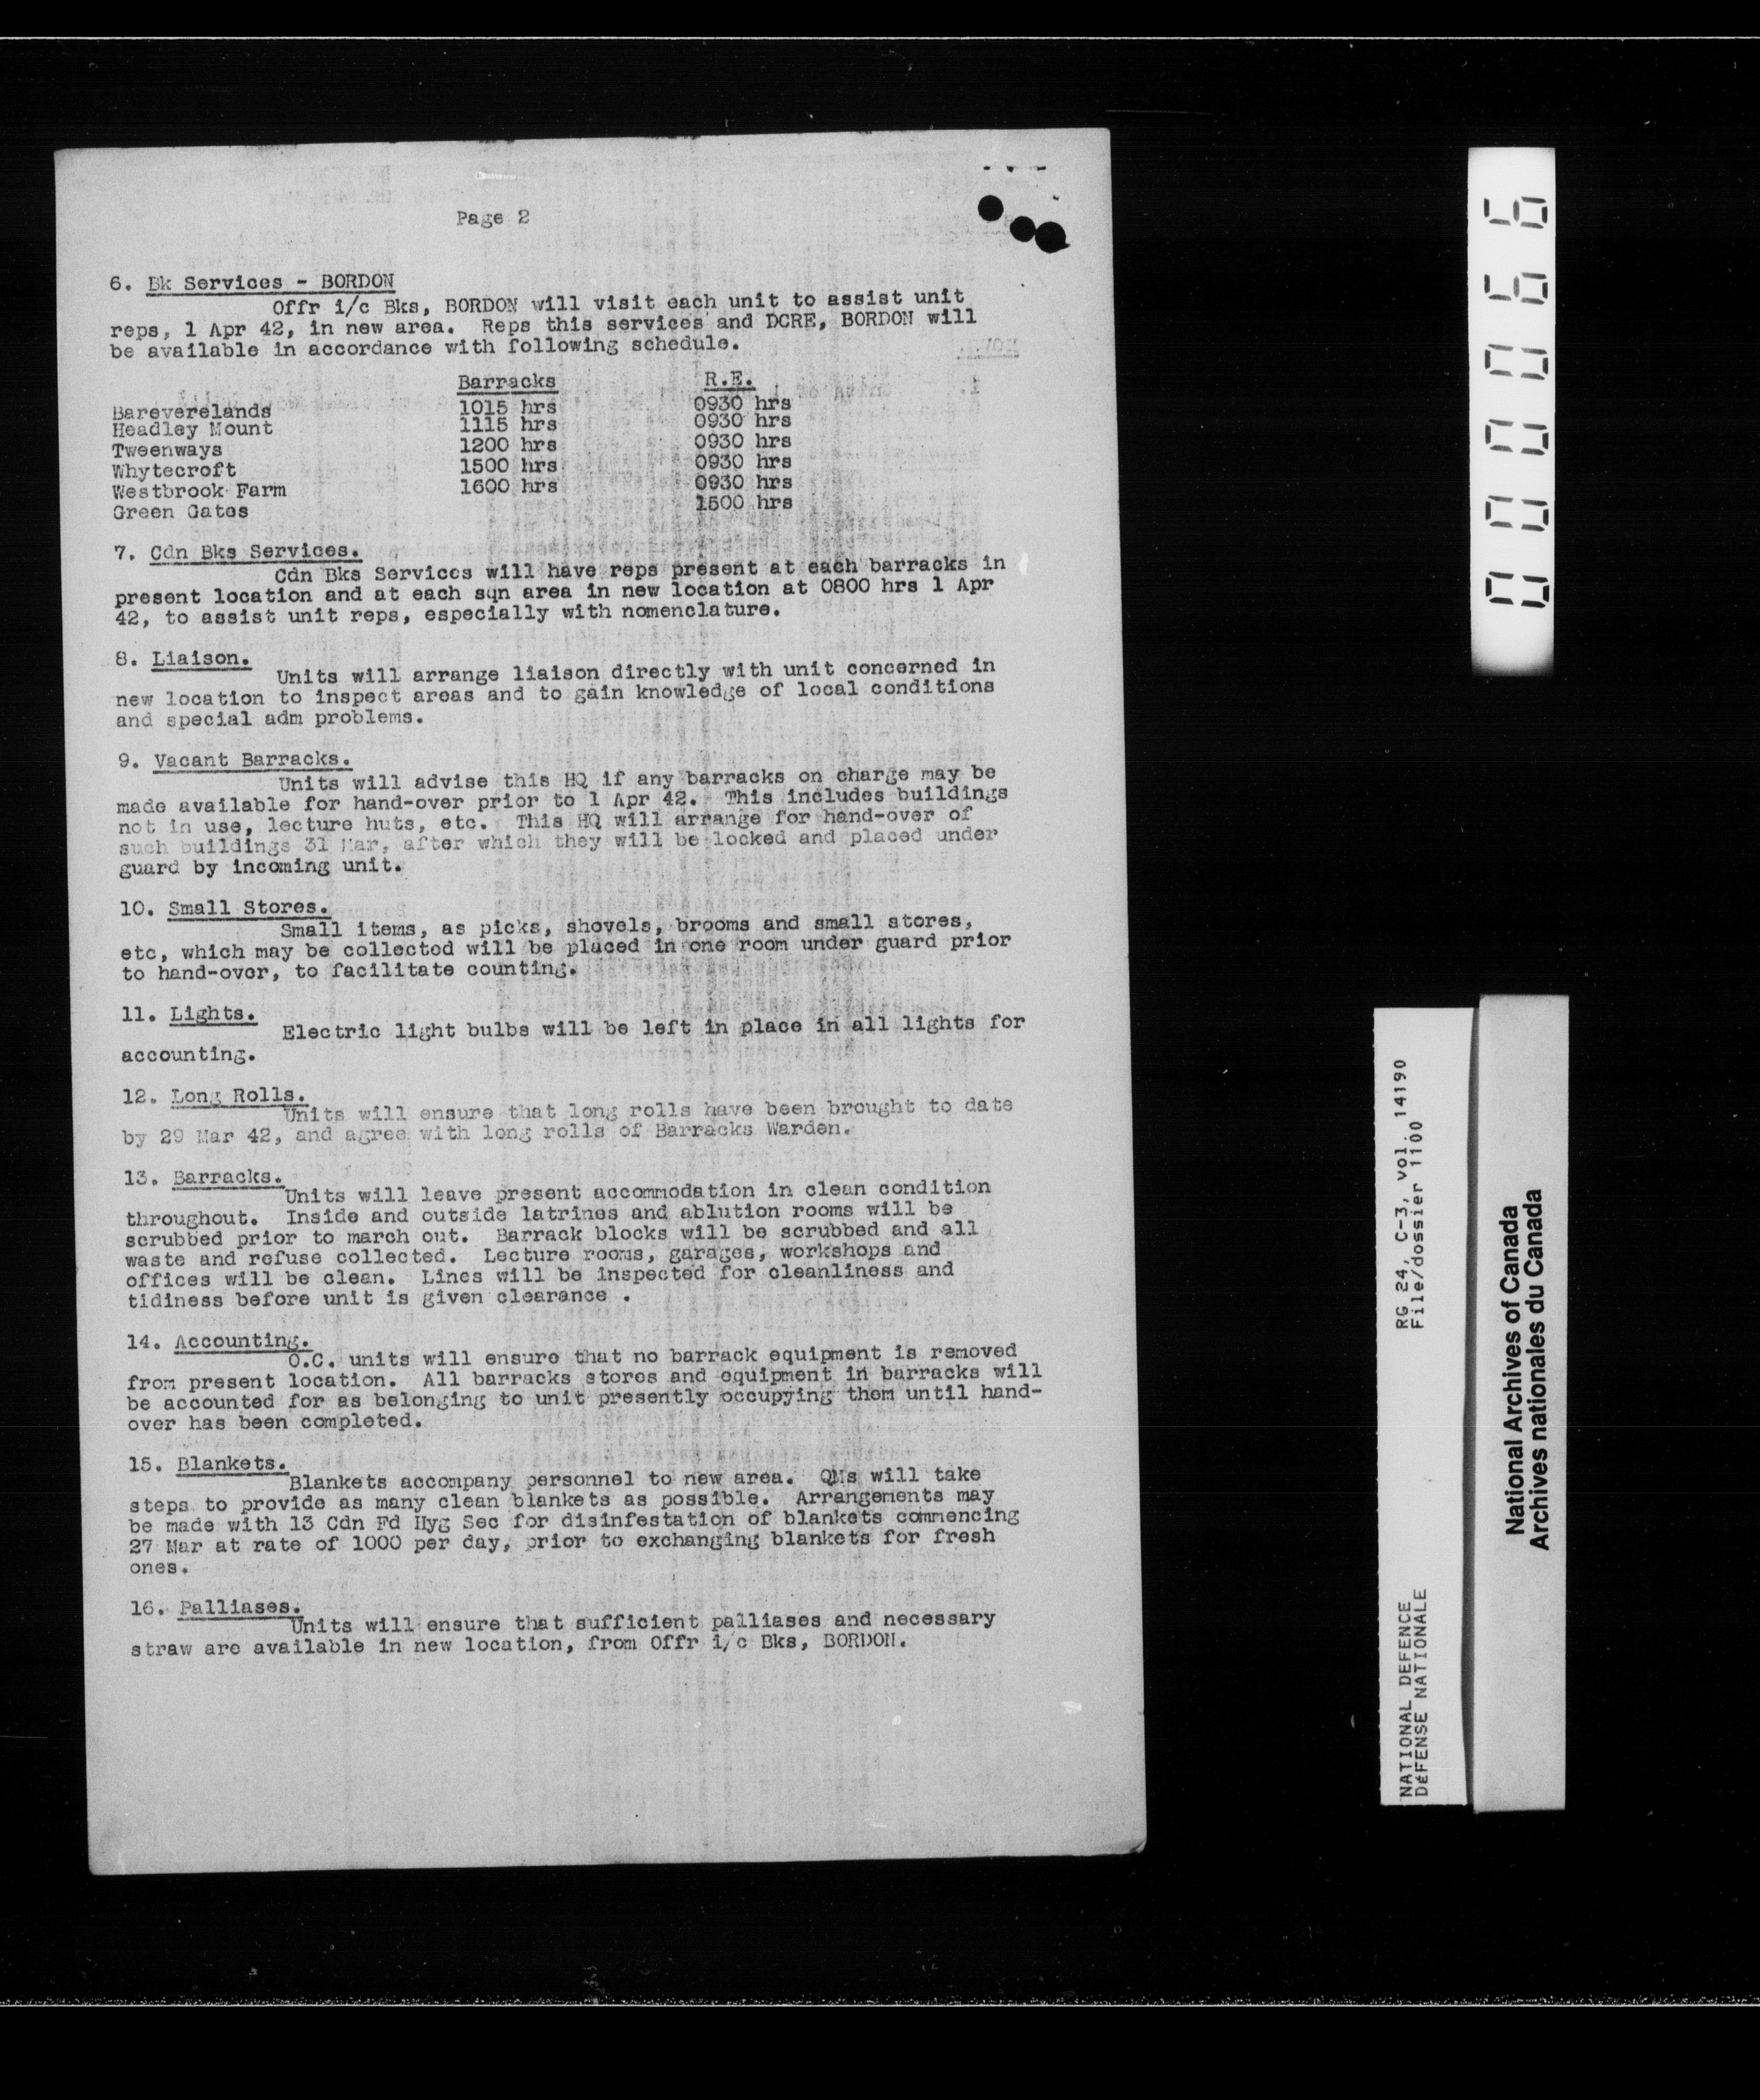 Page 2
6. Bk Services - BORDON
Offr i/c Bks, BORDON will visit each unit to assist unit
reps, 1 Apr 42, in new area. Reps this services and DCRE, BORDON will
be available in accordance with following schedule.
Barracks R.E.
Bareverelands 1015 hrs 0930 hrs
Headley Mount 1115 hrs 0930 hrs
Tweenways 1200 hrs 0930 hrs
Whytecroft 1500 hrs 0930 hrs
Westbrook Farm 1600 hrs 0930 hrs
Green Gates 1500 hrs
7. Cdn Bks Services.
Cdn Bks Services will have reps present at each barracks in
present location and at each sqn area in new location at 0800 hrs 1 Apr
42, to assist unit reps, especially with nomenclature.
8. Liaison.
Units will arrange liaison directly with unit concerned in
new location to inspect areas and to gain knowledge of local conditions
and special adm problems.
9. Vacant Barracks.
Units will advise this HQ if any barracks on charge may be
made available for hand-over prior to 1 Apr 42. This includes buildings
not in use, lecture huts, etc. This HQ will arrange for hand-over of
such buildings 31 Mar, after which they will be locked and placed under
guard by incoming unit.
10. Small Stores.
Small items, as picks, shovels, brooms and small stores,
etc, which may be collected will be placed in one room under guard prior
to hand-over, to facilitate counting.
11. Lights.
Electric light bulbs will be left in place in all lights for
accounting.
12. Long Rolls.
Units will ensure that long rolls have been brought to date
by 29 Mar 42, and agree with long rolls of Barracks Warden.
13. Barracks.
Units will leave present accommodation in clean condition
throughout. Inside and outside latrines and ablution rooms will be
scrubbed prior to march out. Barrack blocks will be scrubbed and all
waste and refuse collected. Lecture rooms, garages, workshops and
offices will be clean. Lines will be inspected for cleanliness and
tidiness before unit is given clearance .
14. Accounting.
O.C. units will ensure that no barrack equipment is removed
from present location. All barracks stores and equipment in barracks will
be accounted for as belonging to unit presently occupying them until hand-
over has been completed.
15. Blankets.
Blankets accompany personnel to new area. QMs will take
steps to provide as many clean blankets as possible. Arrangements may
be made with 13 Cdn Fd Hyg Sec for disinfestation of blankets commencing
27 Mar at rate of 1000 per day, prior to exchanging blankets for fresh
ones.
16. Palliases.
Units will ensure that sufficient palliases and necessary
straw are available in new location, from Offr i/c Bks, BORDON.
NATIONAL DEFENCE RG 24, C-3, vol. 14190
DéFENSE NATIONALE File/dossier 1100
National Archives of Canada
Archives nationales du Canada